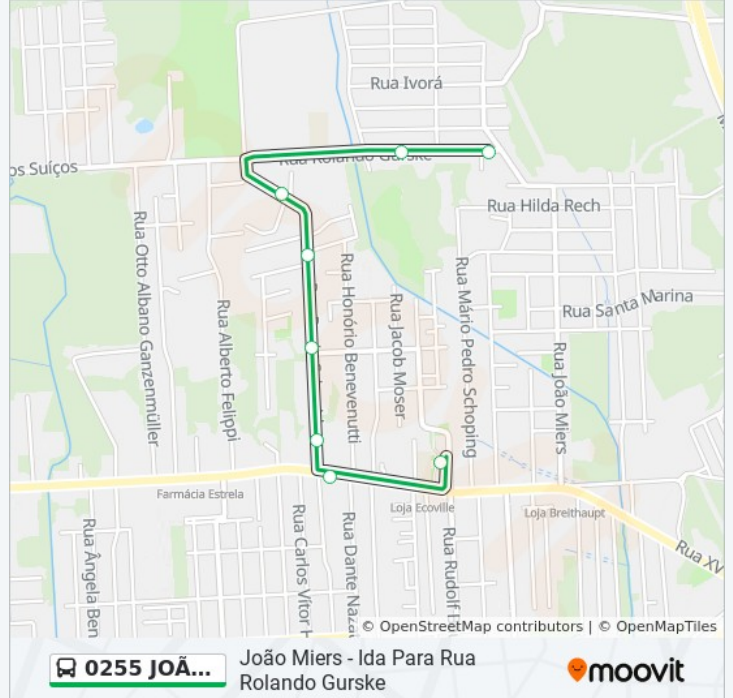 Rua Ivorá
os Suíços
Rua Rolando Gurske
Rua Hilda Rech
Rua Otto Albano Ganzenmüller
Rua Alberto Felippi
Rua Honório Benevenutti
Rua Jacob Moser
Rua Mário Pedro Schoping
Rua Santa Marina
Rua João Miers
Farmácia Estrela
Loja Ecoville
Loja Breithaupt
Rua Ângela Ben
Rua Carlos Vítor H
Rua Dante Naza
Rua Rudolf
Rua XV
© OpenStreetMap contributors | © OpenMapTiles
0255 JOÃ...
João Miers - Ida Para Rua
Rolando Gurske
moovit